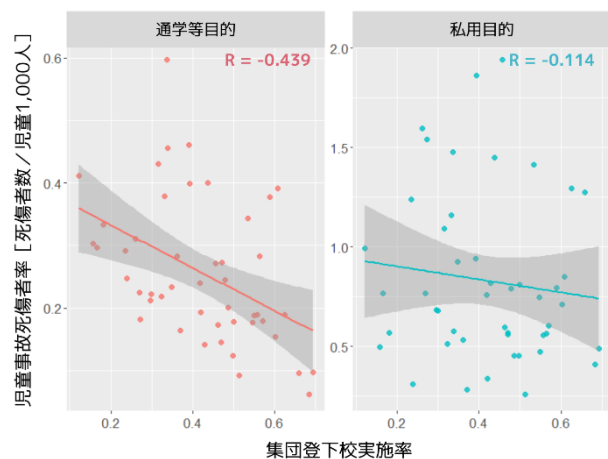 通学等目的
私用目的
R = -0.439
R = -0.114
児童事故死傷者率 [死傷者数/児童1,000人]
0.6
0.4
0.2
2.0
1.5
1.0
0.5
0.2 0.4 0.6
0.2 0.4 0.6
集団登下校実施率